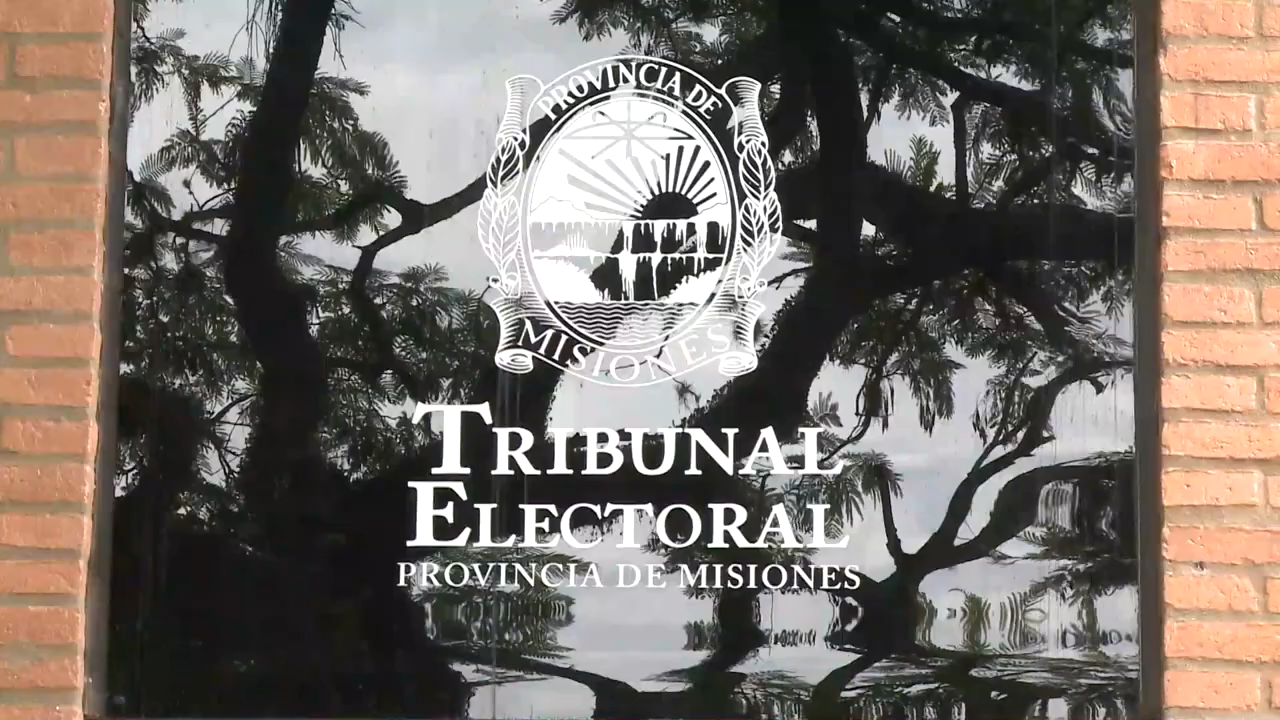 PROVINCIA DE
MISIONES
TRIBUNAL
ELECTORAL
PROVINCIA DE MISIONES